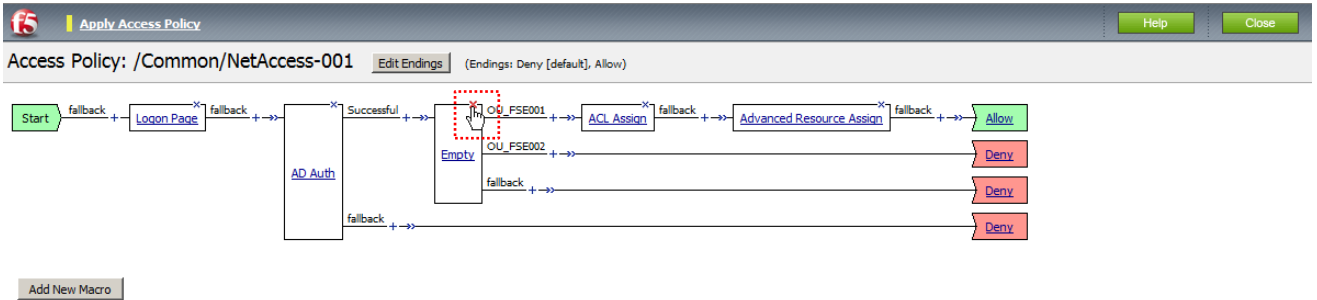 f5 Apply Access Policy Help Close
Access Policy: /Common/NetAccess-001 Edit Endings (Endings: Deny [default], Allow)
Start fallback + Logon Page fallback + AD Auth Successful + Empty OU_FSE001 + ACL Assign fallback + Advanced Resource Assign fallback + Allow
OU_FSE002 + Deny
fallback + Deny
fallback + Deny
Add New Macro